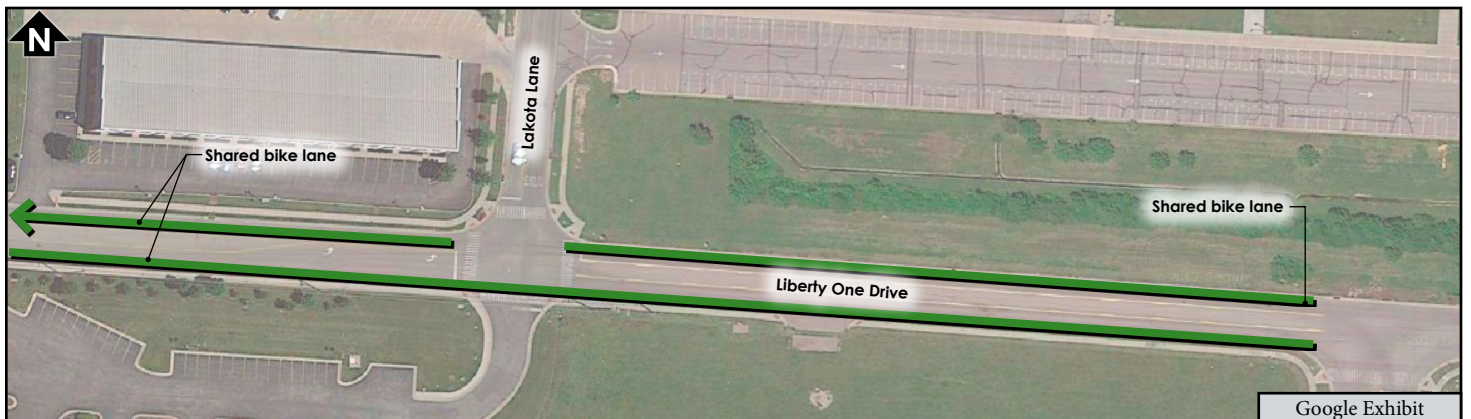 N
Lakota Lane
Shared bike lane
Shared bike lane
Liberty One Drive
Google Exhibit